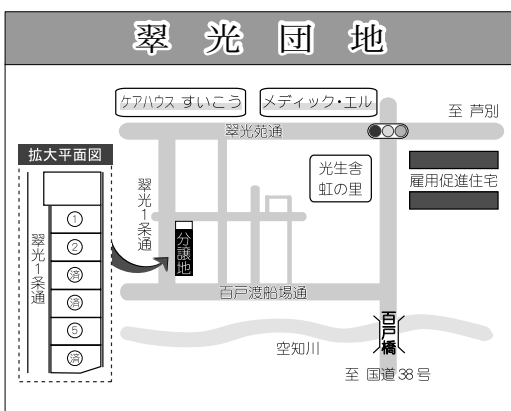 翠光団地
ケアハウス すいこう
メディック・エル
至 芦別
翠光苑通
拡大平面図
光生舎
虹の里
雇用促進住宅
翠光1条通
①
②
済
済
⑤
済
翠光1条通
分譲地
百戸渡船場通
空知川
百戸橋
至 国道38号